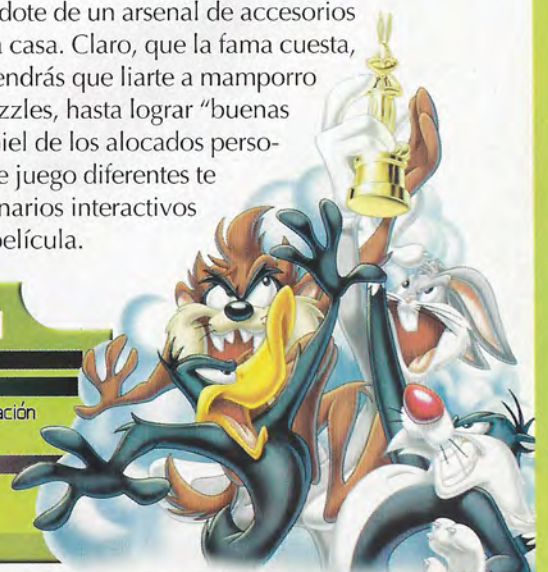 dote de un arsenal de accesorios
a casa. Claro, que la fama cuesta,
endrás que liarte a mamporro
zzles, hasta lograr “buenas
iel de los alocados perso-
e juego diferentes te
narios interactivos
película.
ación